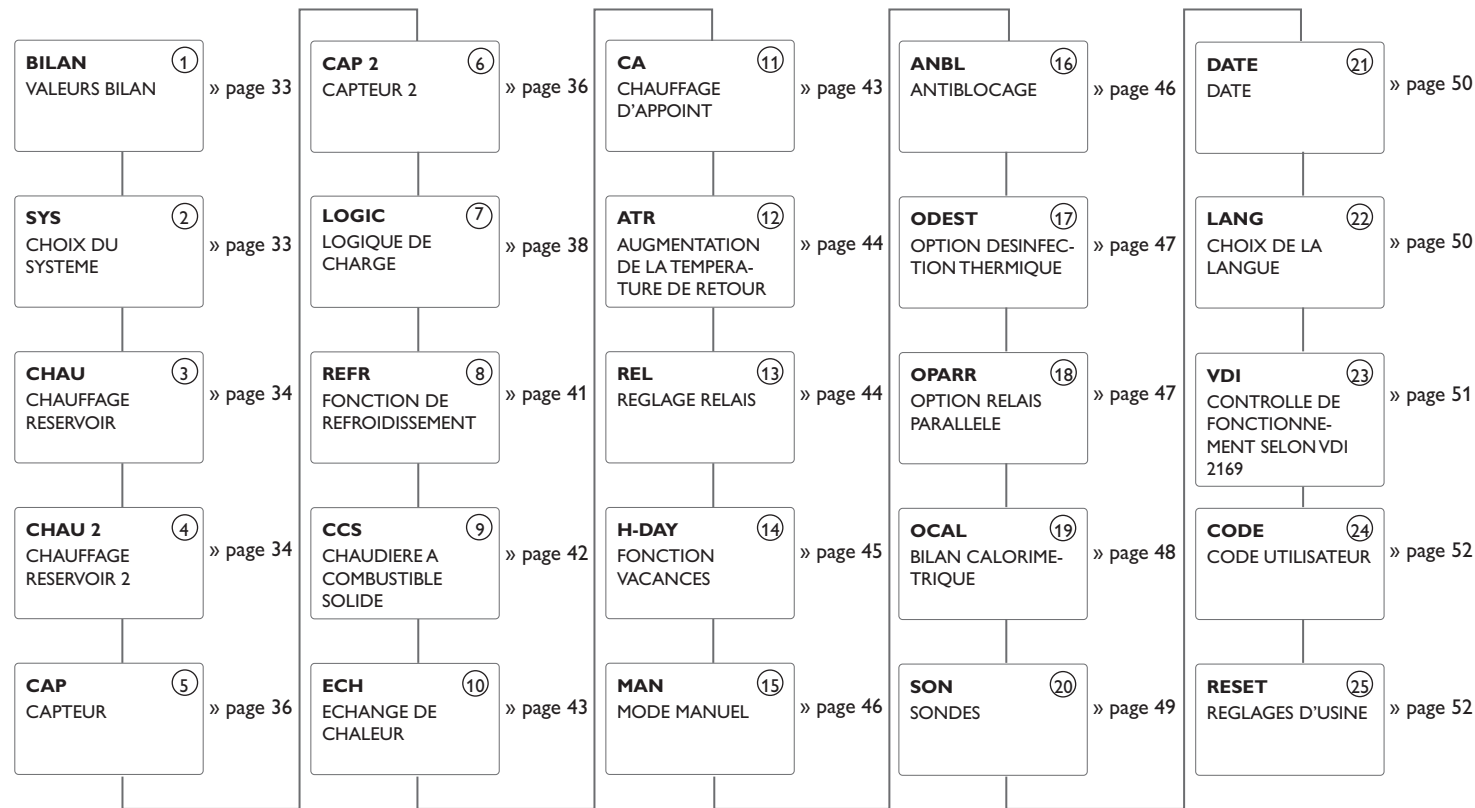 BILAN 1
VALEURS BILAN
» page 33
SYS 2
CHOIX DU
SYSTEME
» page 33
CHAU 3
CHAUFFAGE
RESERVOIR
» page 34
CHAU 2 4
CHAUFFAGE
RESERVOIR 2
» page 34
CAP 5
CAPTEUR
» page 36
CAP 2 6
CAPTEUR 2
» page 36
LOGIC 7
LOGIQUE DE
CHARGE
» page 38
REFR 8
FONCTION DE
REFROIDISSEMENT
» page 41
CCS 9
CHAUDIERE A
COMBUSTIBLE
SOLIDE
» page 42
ECH 10
ECHANGE DE
CHALEUR
» page 43
CA 11
CHAUFFAGE
D'APPOINT
» page 43
ATR 12
AUGMENTATION
DE LA TEMPERA-
TURE DE RETOUR
» page 44
REL 13
REGLAGE RELAIS
» page 44
H-DAY 14
FONCTION
VACANCES
» page 45
MAN 15
MODE MANUEL
» page 46
ANBL 16
ANTIBLOCAGE
» page 46
ODEST 17
OPTION DESINFEC-
TION THERMIQUE
» page 47
OPARR 18
OPTION RELAIS
PARALLELE
» page 47
OCAL 19
BILAN CALORIME-
TRIQUE
» page 48
SON 20
SONDES
» page 49
DATE 21
DATE
» page 50
LANG 22
CHOIX DE LA
LANGUE
» page 50
VDI 23
CONTROLLE DE
FONCTIONNE-
MENT SELON VDI
2169
» page 51
CODE 24
CODE UTILISATEUR
» page 52
RESET 25
REGLAGES D'USINE
» page 52